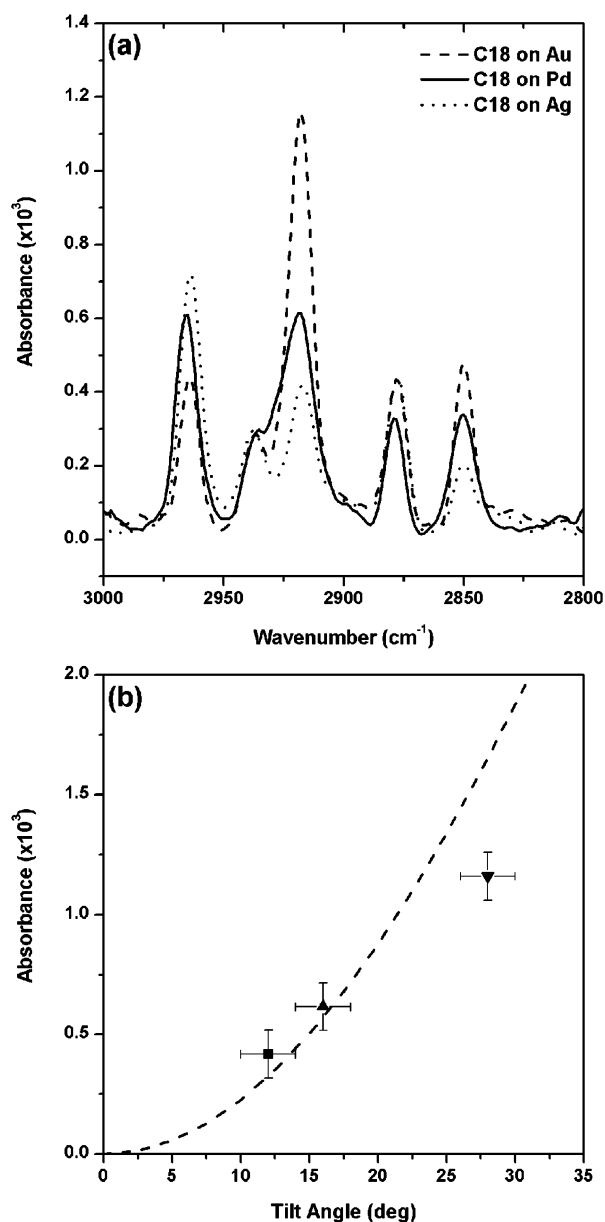 (a)
C18 on Au
C18 on Pd
C18 on Ag
1.4
1.2
1.0
0.8
0.6
0.4
0.2
0.0
Absorbance (x10³)
3000 2950 2900 2850 2800
Wavenumber (cm⁻¹)
(b)
2.0
1.5
1.0
0.5
0.0
Absorbance (x10³)
0 5 10 15 20 25 30 35
Tilt Angle (deg)